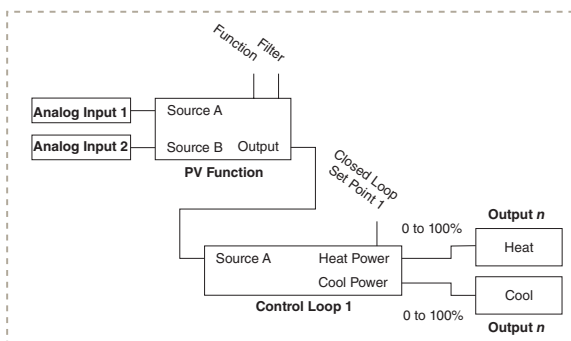 Function
Filter
Analog Input 1
Source A
Analog Input 2
Source B
Output
PV Function
Closed Loop
Set Point 1
Output n
0 to 100%
Heat
Source A
Heat Power
Cool Power
Cool
Control Loop 1
0 to 100%
Output n